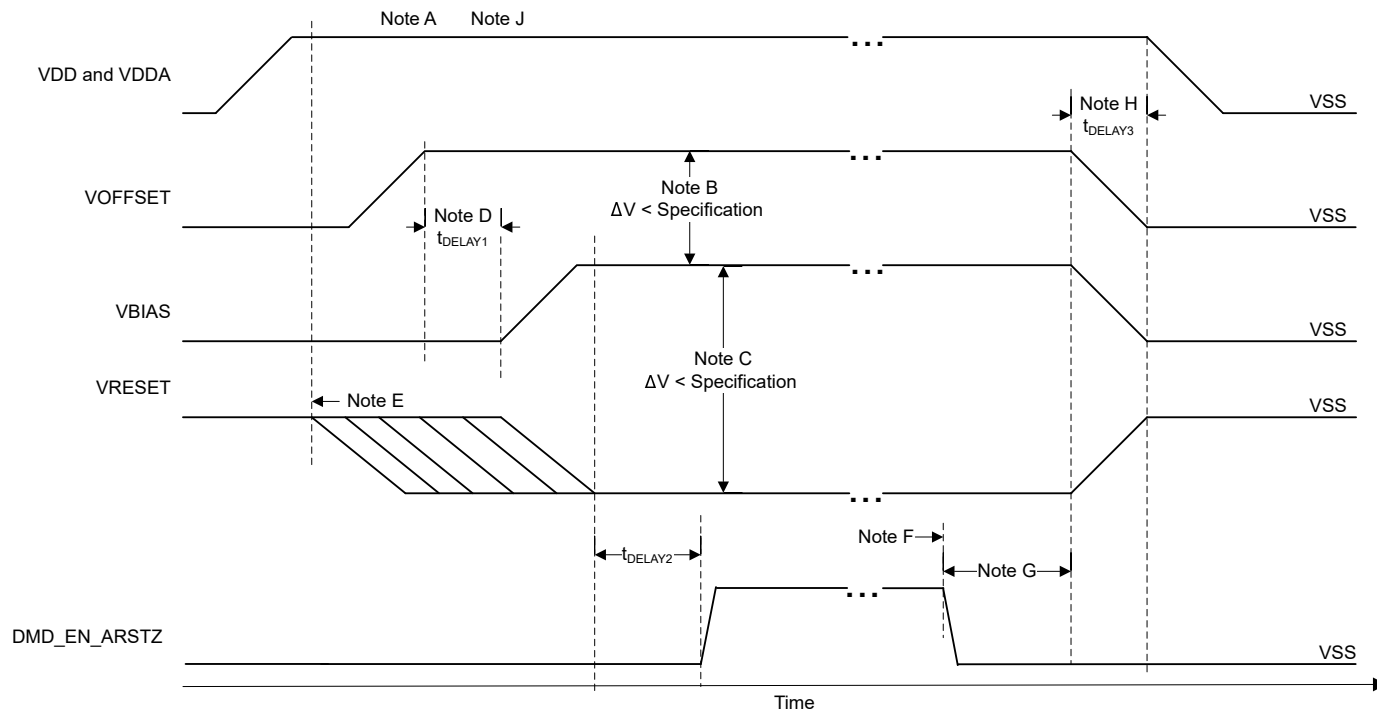 Note A Note J
VDD and VDDA
VSS
Note H
tDELAY3
VOFFSET
VSS
Note B
ΔV < Specification
Note D
tDELAY1
VBIAS
VSS
Note C
ΔV < Specification
VRESET
Note E
VSS
Note F
tDELAY2
Note G
DMD_EN_ARSTZ
VSS
Time